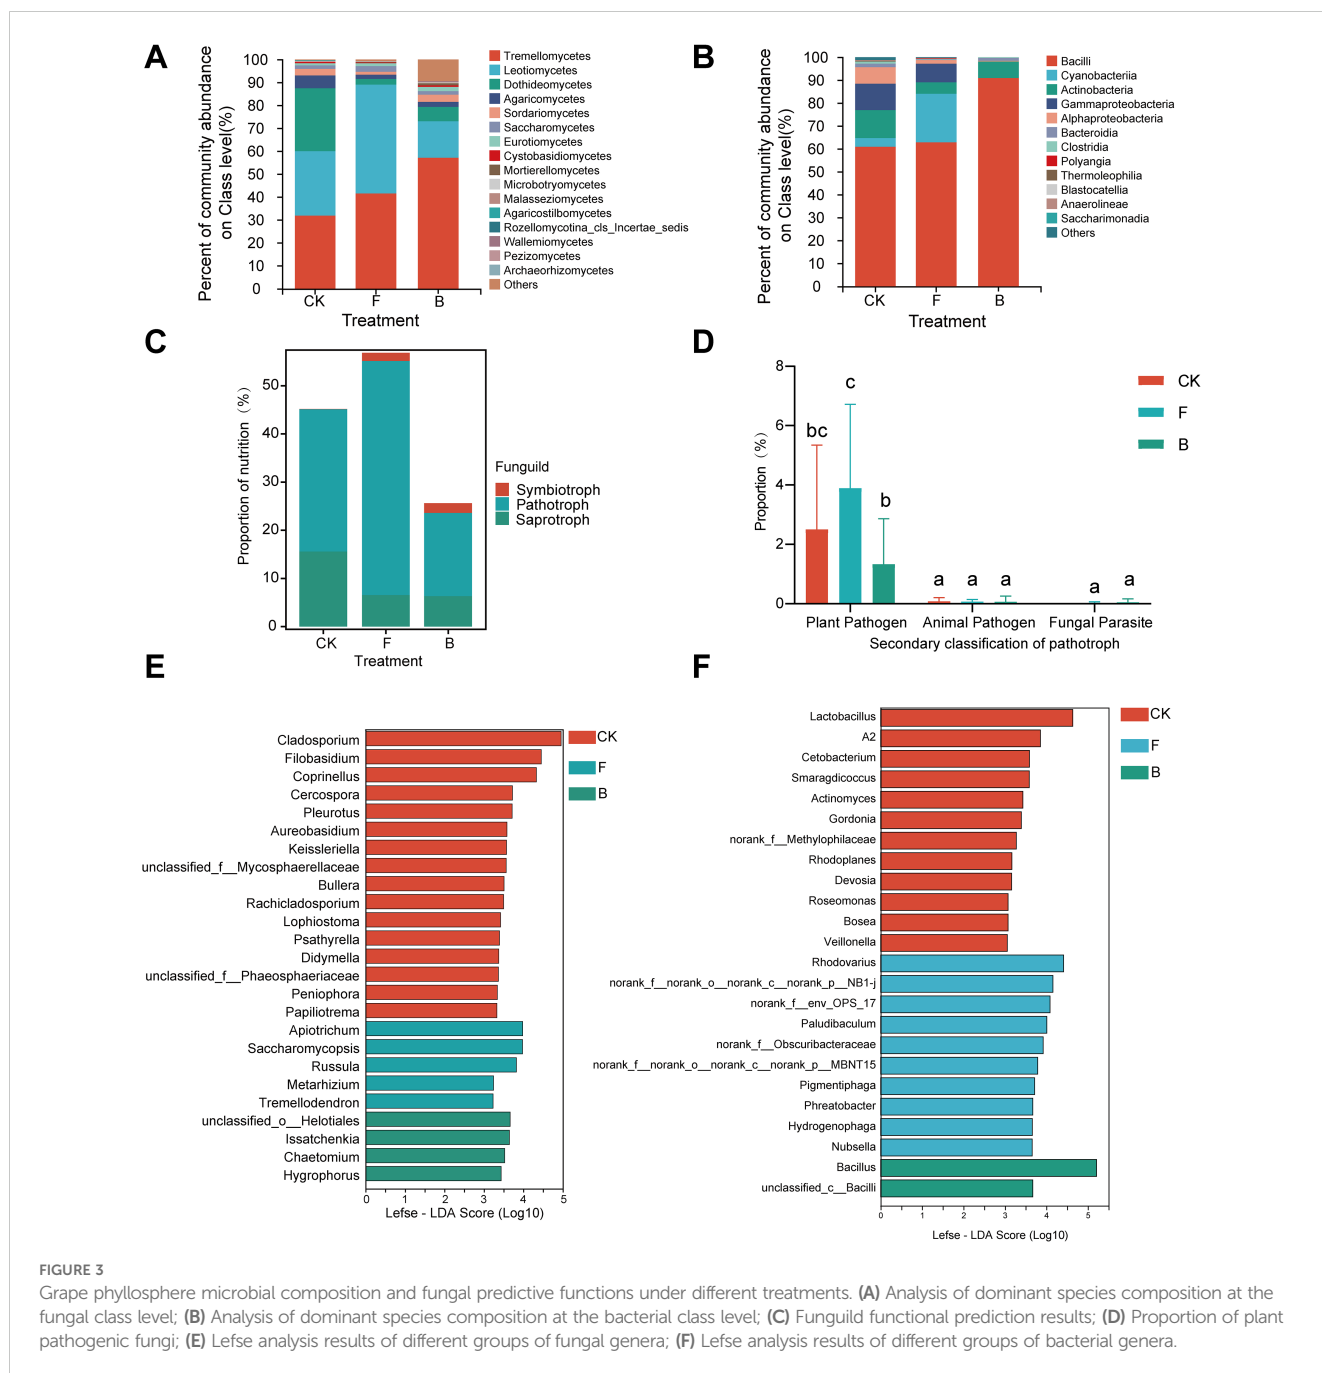 A
Percent of community abundance
on Class level(%)
100
90
80
70
60
50
40
30
20
10
0
CK
F
B
Treatment
Tremellomycetes
Leotiomycetes
Dothideomycetes
Agaricomycetes
Sordariomycetes
Saccharomycetes
Eurotiomycetes
Cystobasidiomycetes
Mortierellomycetes
Microbotryomycetes
Malasseziomycetes
Agaricostilbomycetes
Rozellomycotina_cls_Incertae_sedis
Wallemiomycetes
Pezizomycetes
Archaeorhizomycetes
Others
B
Percent of community abundance
on Class level(%)
100
90
80
70
60
50
40
30
20
10
0
CK
F
B
Treatment
Bacilli
Cyanobacteriia
Actinobacteria
Gammaproteobacteria
Alphaproteobacteria
Bacteroidia
Clostridia
Polyangia
Thermoleophilia
Blastocatellia
Anaerolineae
Saccharimonadia
Others
C
Proportion of nutrition（%）
50
40
30
20
10
0
CK
F
B
Treatment
Funguild
Symbiotroph
Pathotroph
Saprotroph
D
Proportion（%）
8
6
4
2
0
bc
c
b
a
a
a
a
a
Plant Pathogen
Animal Pathogen
Fungal Parasite
Secondary classification of pathotroph
CK
F
B
E
Cladosporium
Filobasidium
Coprinellus
Cercospora
Pleurotus
Aureobasidium
Keissleriella
unclassified_f__Mycosphaerellaceae
Bullera
Rachicladosporium
Lophiostoma
Psathyrella
Didymella
unclassified_f__Phaeosphaeriaceae
Peniophora
Papiliotrema
Apiotrichum
Saccharomycopsis
Russula
Metarhizium
Tremellodendron
unclassified_o__Helotiales
Issatchenkia
Chaetomium
Hygrophorus
0 1 2 3 4 5
Lefse - LDA Score (Log10)
CK
F
B
F
Lactobacillus
A2
Cetobacterium
Smaragdicoccus
Actinomyces
Gordonia
norank_f__Methylophilaceae
Rhodoplanes
Devosia
Roseomonas
Bosea
Veillonella
Rhodovarius
norank_f__norank_o__norank_c__norank_p__NB1-j
norank_f__env_OPS_17
Paludibaculum
norank_f__Obscuribacteraceae
norank_f__norank_o__norank_c__norank_p__MBNT15
Pigmentiphaga
Phreatobacter
Hydrogenophaga
Nubsella
Bacillus
unclassified_c__Bacilli
0 1 2 3 4 5
Lefse - LDA Score (Log10)
CK
F
B
FIGURE 3
Grape phyllosphere microbial composition and fungal predictive functions under different treatments. (A) Analysis of dominant species composition at the
fungal class level; (B) Analysis of dominant species composition at the bacterial class level; (C) Funguild functional prediction results; (D) Proportion of plant
pathogenic fungi; (E) Lefse analysis results of different groups of fungal genera; (F) Lefse analysis results of different groups of bacterial genera.